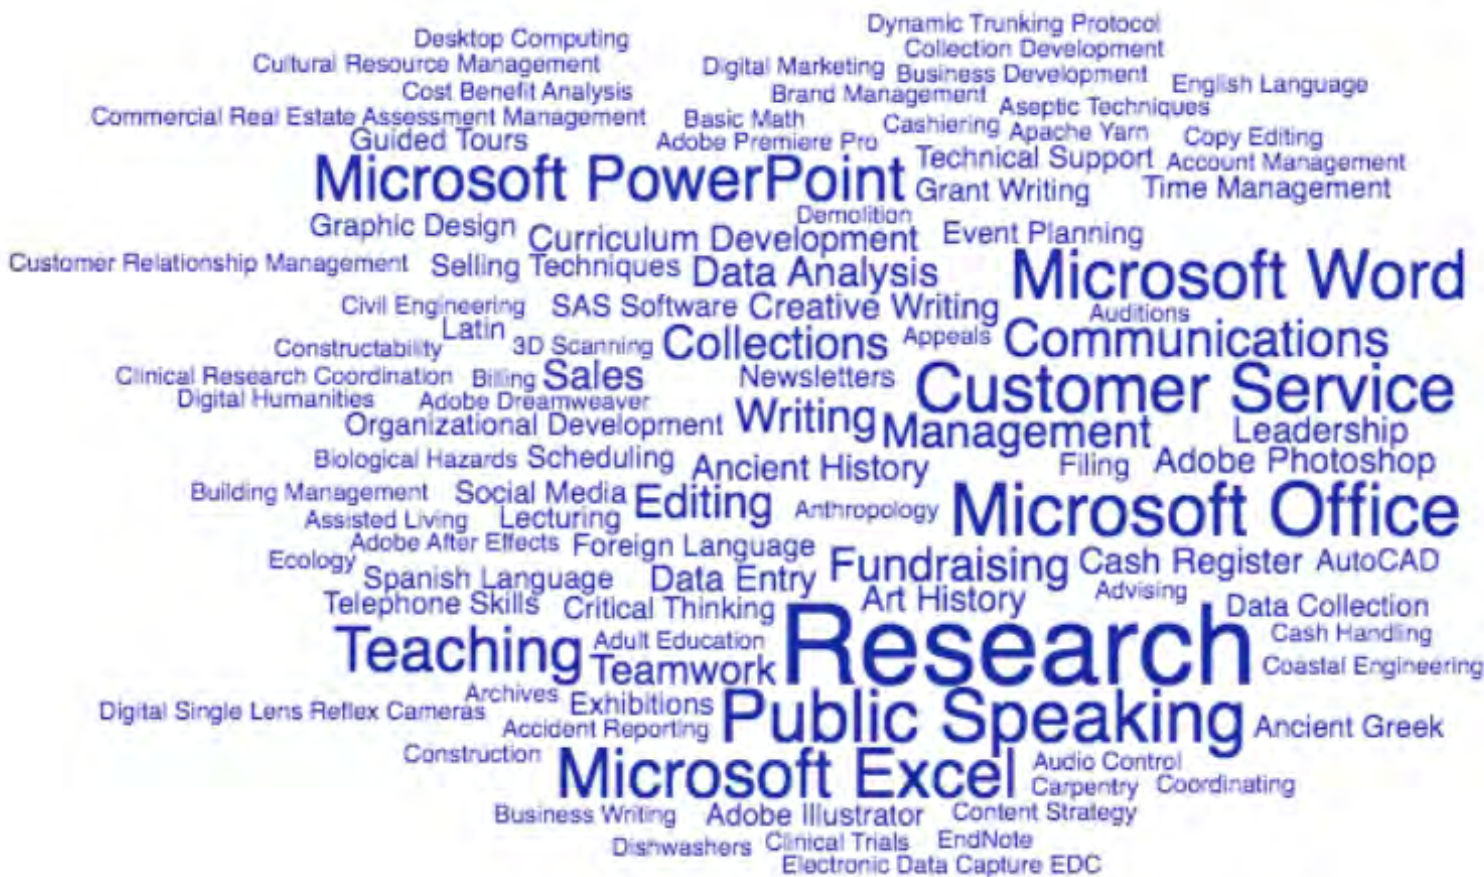 Dynamic Trunking Protocol
Desktop Computing
Collection Development
Cultural Resource Management
Digital Marketing
Business Development
English Language
Cost Benefit Analysis
Brand Management
Aseptic Techniques
Commercial Real Estate Assessment Management
Basic Math
Cashiering
Apache Yarn
Copy Editing
Guided Tours
Adobe Premiere Pro
Technical Support
Account Management
Microsoft PowerPoint
Grant Writing
Time Management
Demolition
Graphic Design
Curriculum Development
Event Planning
Customer Relationship Management
Selling Techniques
Data Analysis
Microsoft Word
Civil Engineering
SAS Software
Creative Writing
Auditions
Latin
Constructability
3D Scanning
Collections
Appeals
Communications
Clinical Research Coordination
Billing
Sales
Newsletters
Customer Service
Digital Humanities
Adobe Dreamweaver
Organizational Development
Writing
Management
Leadership
Biological Hazards
Scheduling
Ancient History
Filing
Adobe Photoshop
Building Management
Social Media
Editing
Anthropology
Microsoft Office
Assisted Living
Lecturing
Adobe After Effects
Foreign Language
Ecology
Fundraising
Cash Register
AutoCAD
Spanish Language
Data Entry
Advising
Telephone Skills
Critical Thinking
Art History
Data Collection
Teaching
Adult Education
Research
Cash Handling
Teamwork
Coastal Engineering
Archives
Exhibitions
Digital Single Lens Reflex Cameras
Accident Reporting
Public Speaking
Ancient Greek
Construction
Microsoft Excel
Audio Control
Carpentry
Coordinating
Business Writing
Adobe Illustrator
Content Strategy
Dishwashers
Clinical Trials
EndNote
Electronic Data Capture EDC